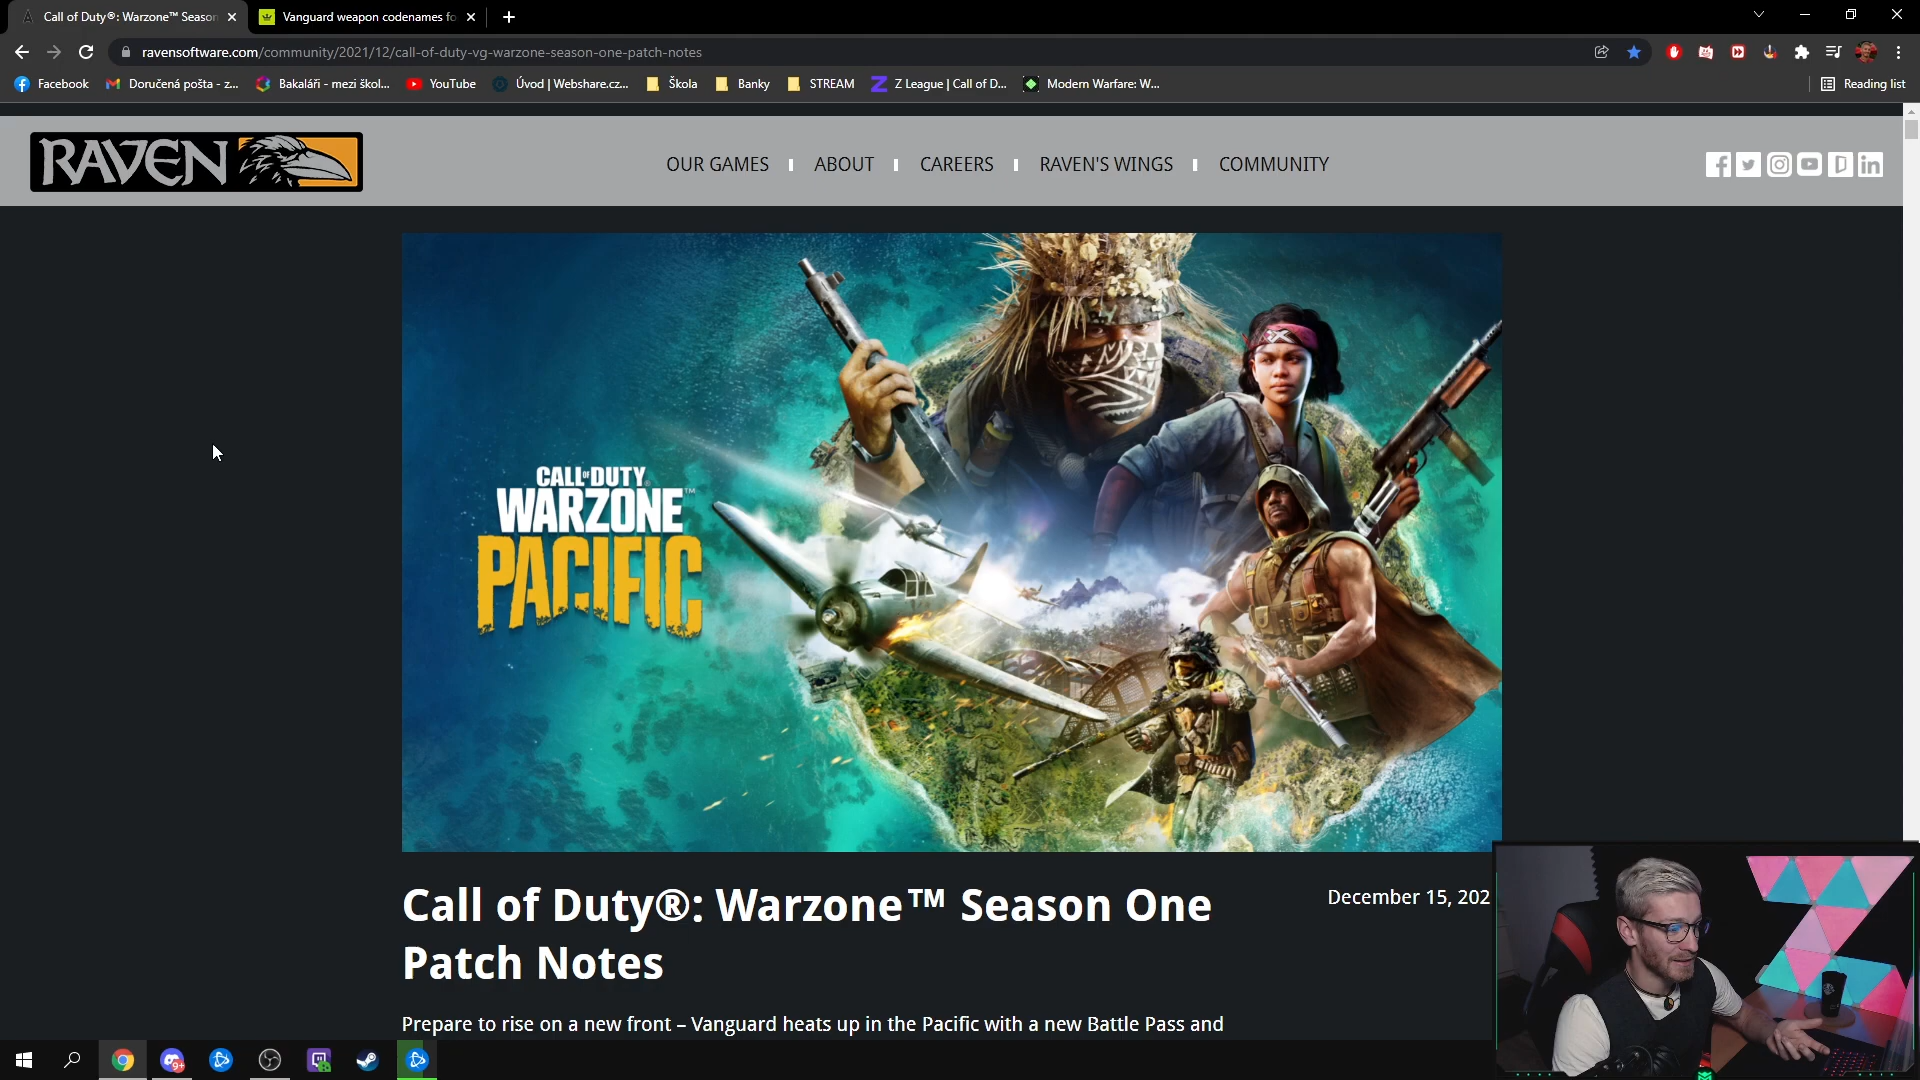 Call of Duty®: Warzone™ Season
Vanguard weapon codenames fo
ravensoftware.com/community/2021/12/call-of-duty-vg-warzone-season-one-patch-notes
Facebook
Doručená pošta - z...
Bakaláři - mezi škol...
YouTube
Úvod | Webshare.cz...
Škola
Banky
STREAM
Z League | Call of D...
Modern Warfare: W...
Reading list
RAVEN
OUR GAMES
ABOUT
CAREERS
RAVEN'S WINGS
COMMUNITY
CALL OF DUTY
WARZONE™
PACIFIC
Call of Duty®: Warzone™ Season One
Patch Notes
December 15, 202
Prepare to rise on a new front – Vanguard heats up in the Pacific with a new Battle Pass and
9+